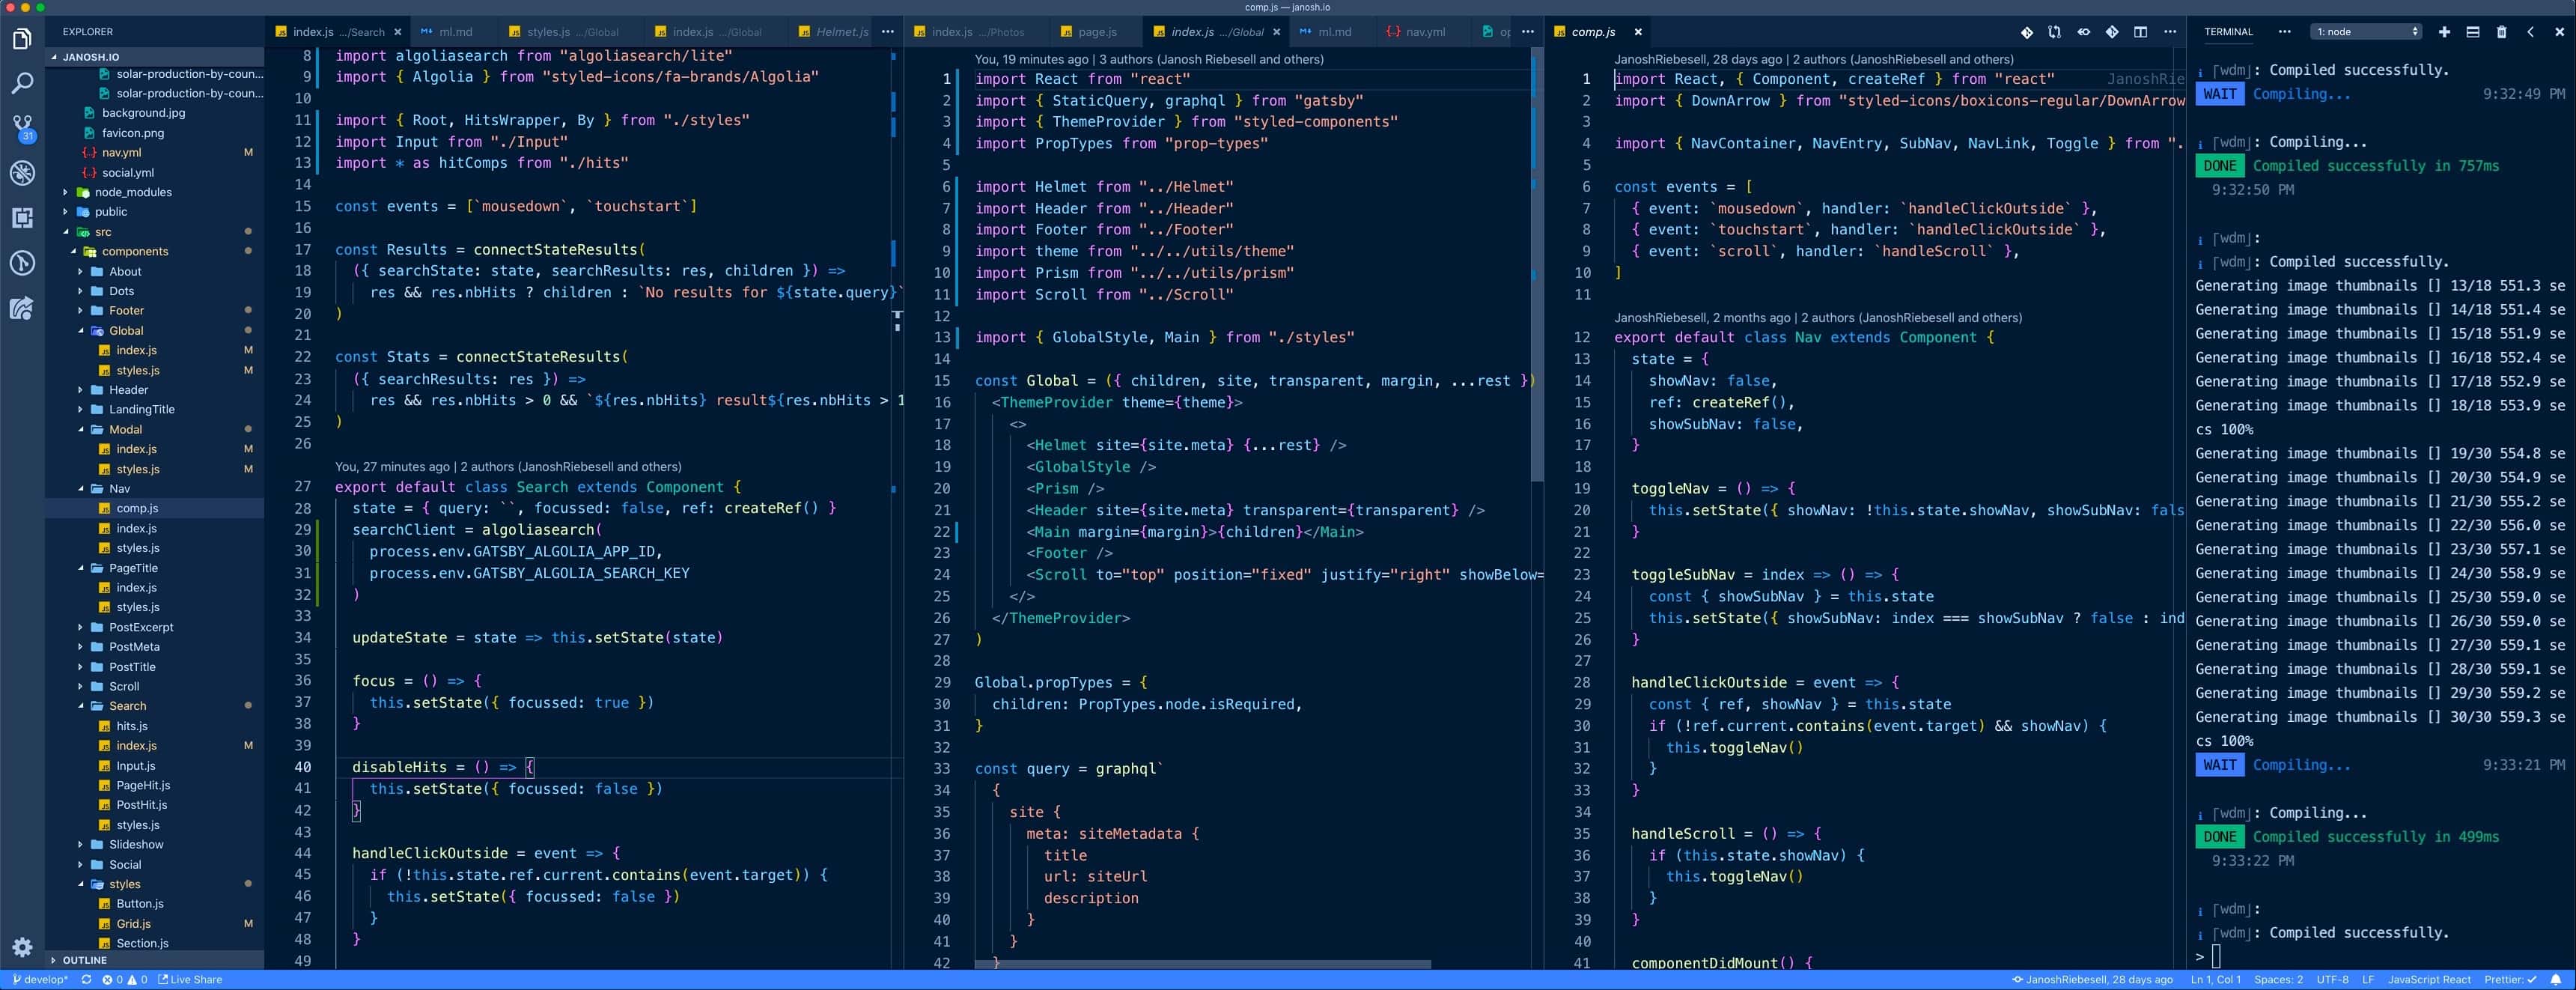 comp.js — janosh.io
EXPLORER
JANOSH.IO
solar-production-by-coun...
solar-production-by-coun...
background.jpg
favicon.png
nav.yml M
social.yml
node_modules
public
src
components
About
Dots
Footer
Global
index.js M
styles.js M
Header
LandingTitle
Modal
index.js M
styles.js M
Nav
comp.js
index.js
styles.js
PageTitle
index.js
styles.js
PostExcerpt
PostMeta
PostTitle
Scroll
Search
hits.js
index.js M
Input.js
PageHit.js
PostHit.js
styles.js
Slideshow
Social
styles
Button.js
Grid.js M
Section.js
OUTLINE
31
index.js .../Search × ml.md styles.js .../Global index.js .../Global Helmet.js ...
8 import algoliasearch from "algoliasearch/lite"
9 import { Algolia } from "styled-icons/fa-brands/Algolia"
10
11 import { Root, HitsWrapper, By } from "./styles"
12 import Input from "./Input"
13 import * as hitComps from "./hits"
14
15 const events = [`mousedown`, `touchstart`]
16
17 const Results = connectStateResults(
18 ({ searchState: state, searchResults: res, children }) =>
19 res && res.nbHits ? children : `No results for ${state.query}`
20 )
21
22 const Stats = connectStateResults(
23 ({ searchResults: res }) =>
24 res && res.nbHits > 0 && `${res.nbHits} result${res.nbHits > 1
25 )
26
You, 27 minutes ago | 2 authors (JanoshRiebesell and others)
27 export default class Search extends Component {
28 state = { query: ``, focussed: false, ref: createRef() }
29 searchClient = algoliasearch(
30 process.env.GATSBY_ALGOLIA_APP_ID,
31 process.env.GATSBY_ALGOLIA_SEARCH_KEY
32 )
33
34 updateState = state => this.setState(state)
35
36 focus = () => {
37 this.setState({ focussed: true })
38 }
39
40 disableHits = () => {
41 this.setState({ focussed: false })
42 }
43
44 handleClickOutside = event => {
45 if (!this.state.ref.current.contains(event.target)) {
46 this.setState({ focussed: false })
47 }
48 }
49
index.js .../Photos page.js index.js .../Global × ml.md nav.yml op ...
You, 19 minutes ago | 3 authors (Janosh Riebesell and others)
1 import React from "react"
2 import { StaticQuery, graphql } from "gatsby"
3 import { ThemeProvider } from "styled-components"
4 import PropTypes from "prop-types"
5
6 import Helmet from "../Helmet"
7 import Header from "../Header"
8 import Footer from "../Footer"
9 import theme from "../../utils/theme"
10 import Prism from "../../utils/prism"
11 import Scroll from "../Scroll"
12
13 import { GlobalStyle, Main } from "./styles"
14
15 const Global = ({ children, site, transparent, margin, ...rest })
16 <ThemeProvider theme={theme}>
17 <>
18 <Helmet site={site.meta} {...rest} />
19 <GlobalStyle />
20 <Prism />
21 <Header site={site.meta} transparent={transparent} />
22 <Main margin={margin}>{children}</Main>
23 <Footer />
24 <Scroll to="top" position="fixed" justify="right" showBelow=
25 </>
26 </ThemeProvider>
27 )
28
29 Global.propTypes = {
30 children: PropTypes.node.isRequired,
31 }
32
33 const query = graphql`
34 {
35 site {
36 meta: siteMetadata {
37 title
38 url: siteUrl
39 description
40 }
41 }
42 }
comp.js × ...
JanoshRiebesell, 28 days ago | 2 authors (JanoshRiebesell and others)
1 import React, { Component, createRef } from "react" JanoshRie
2 import { DownArrow } from "styled-icons/boxicons-regular/DownArrow
3
4 import { NavContainer, NavEntry, SubNav, NavLink, Toggle } from ".
5
6 const events = [
7 { event: `mousedown`, handler: `handleClickOutside` },
8 { event: `touchstart`, handler: `handleClickOutside` },
9 { event: `scroll`, handler: `handleScroll` },
10 ]
11
JanoshRiebesell, 2 months ago | 2 authors (JanoshRiebesell and others)
12 export default class Nav extends Component {
13 state = {
14 showNav: false,
15 ref: createRef(),
16 showSubNav: false,
17 }
18
19 toggleNav = () => {
20 this.setState({ showNav: !this.state.showNav, showSubNav: fals
21 }
22
23 toggleSubNav = index => () => {
24 const { showSubNav } = this.state
25 this.setState({ showSubNav: index === showSubNav ? false : ind
26 }
27
28 handleClickOutside = event => {
29 const { ref, showNav } = this.state
30 if (!ref.current.contains(event.target) && showNav) {
31 this.toggleNav()
32 }
33 }
34
35 handleScroll = () => {
36 if (this.state.showNav) {
37 this.toggleNav()
38 }
39 }
40
41 componentDidMount() {
TERMINAL ... 1: node
ℹ ｢wdm｣: Compiled successfully.
WAIT Compiling... 9:32:49 PM
ℹ ｢wdm｣: Compiling...
DONE Compiled successfully in 757ms
9:32:50 PM
ℹ ｢wdm｣:
ℹ ｢wdm｣: Compiled successfully.
Generating image thumbnails [] 13/18 551.3 se
Generating image thumbnails [] 14/18 551.4 se
Generating image thumbnails [] 15/18 551.9 se
Generating image thumbnails [] 16/18 552.4 se
Generating image thumbnails [] 17/18 552.9 se
Generating image thumbnails [] 18/18 553.9 se
cs 100%
Generating image thumbnails [] 19/30 554.8 se
Generating image thumbnails [] 20/30 554.9 se
Generating image thumbnails [] 21/30 555.2 se
Generating image thumbnails [] 22/30 556.0 se
Generating image thumbnails [] 23/30 557.1 se
Generating image thumbnails [] 24/30 558.9 se
Generating image thumbnails [] 25/30 559.0 se
Generating image thumbnails [] 26/30 559.0 se
Generating image thumbnails [] 27/30 559.1 se
Generating image thumbnails [] 28/30 559.1 se
Generating image thumbnails [] 29/30 559.2 se
Generating image thumbnails [] 30/30 559.3 se
cs 100%
WAIT Compiling... 9:33:21 PM
ℹ ｢wdm｣: Compiling...
DONE Compiled successfully in 499ms
9:33:22 PM
ℹ ｢wdm｣:
ℹ ｢wdm｣: Compiled successfully.
>
develop* 0 0 Live Share
JanoshRiebesell, 28 days ago Ln 1, Col 1 Spaces: 2 UTF-8 LF JavaScript React Prettier: ✓